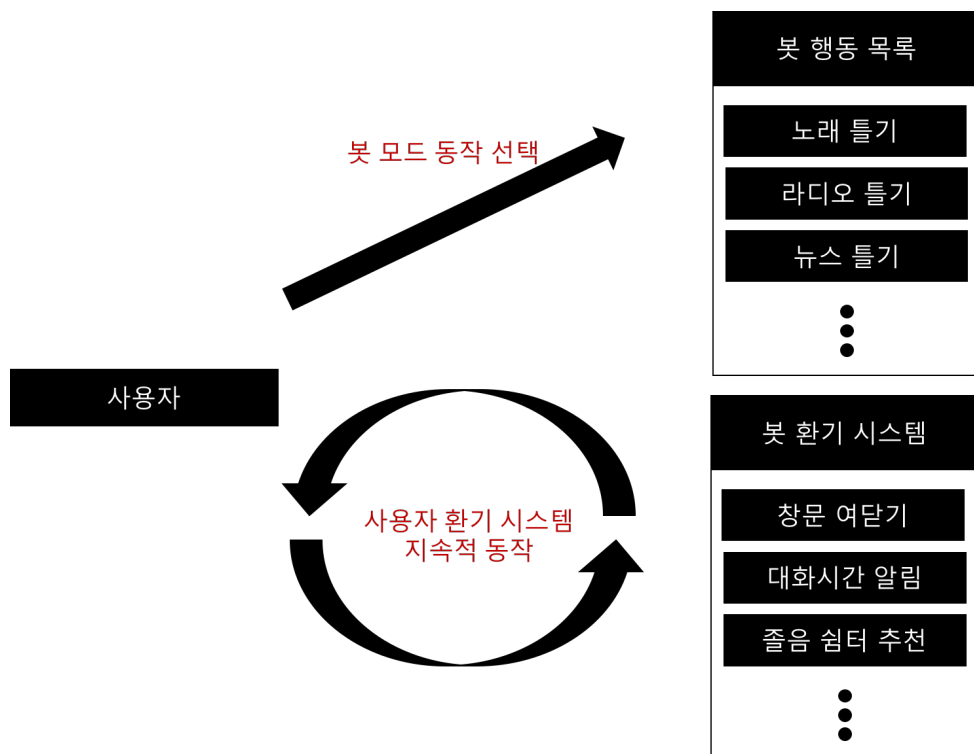 봇 행동 목록
노래 틀기
라디오 틀기
뉴스 틀기
봇 모드 동작 선택
사용자
사용자 환기 시스템
지속적 동작
봇 환기 시스템
창문 여닫기
대화시간 알림
졸음 쉼터 추천